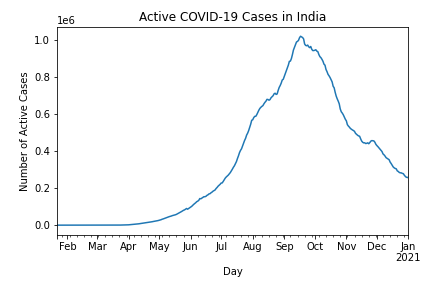 Active COVID-19 Cases in India
1e6
Number of Active Cases
1.0
0.8
0.6
0.4
0.2
0.0
Feb Mar Apr May Jun Jul Aug Sep Oct Nov Dec Jan
2021
Day